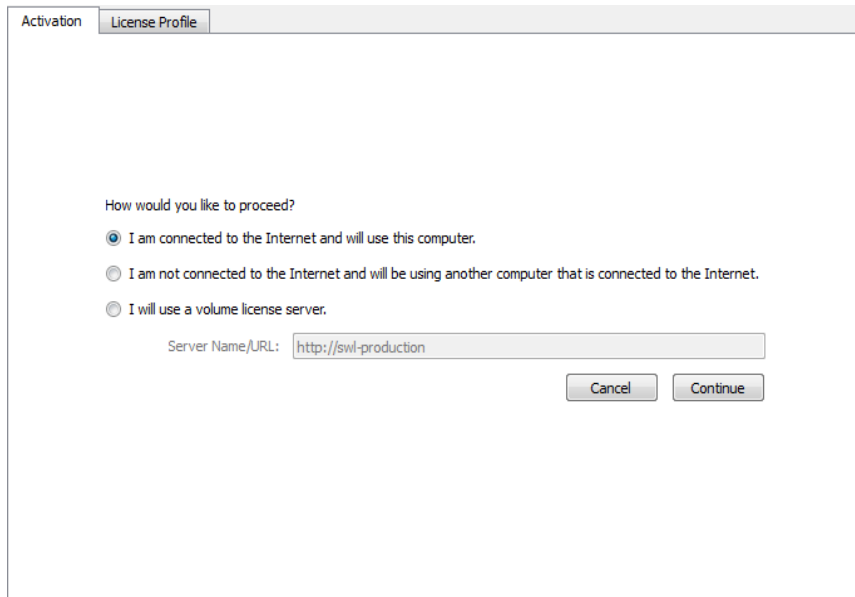 Activation
License Profile
How would you like to proceed?
I am connected to the Internet and will use this computer.
I am not connected to the Internet and will be using another computer that is connected to the Internet.
I will use a volume license server.
Server Name/URL: http://swl-production
Cancel Continue